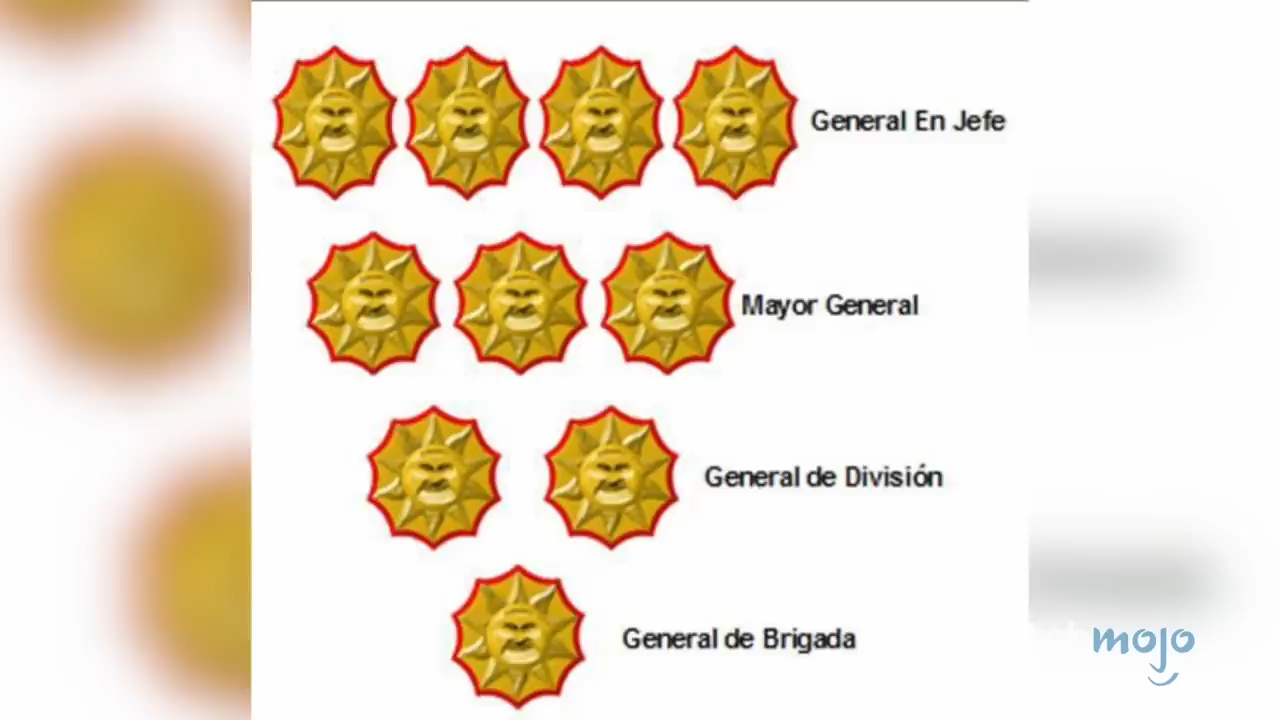 General En Jefe
Mayor General
General de División
General de Brigada
mojo